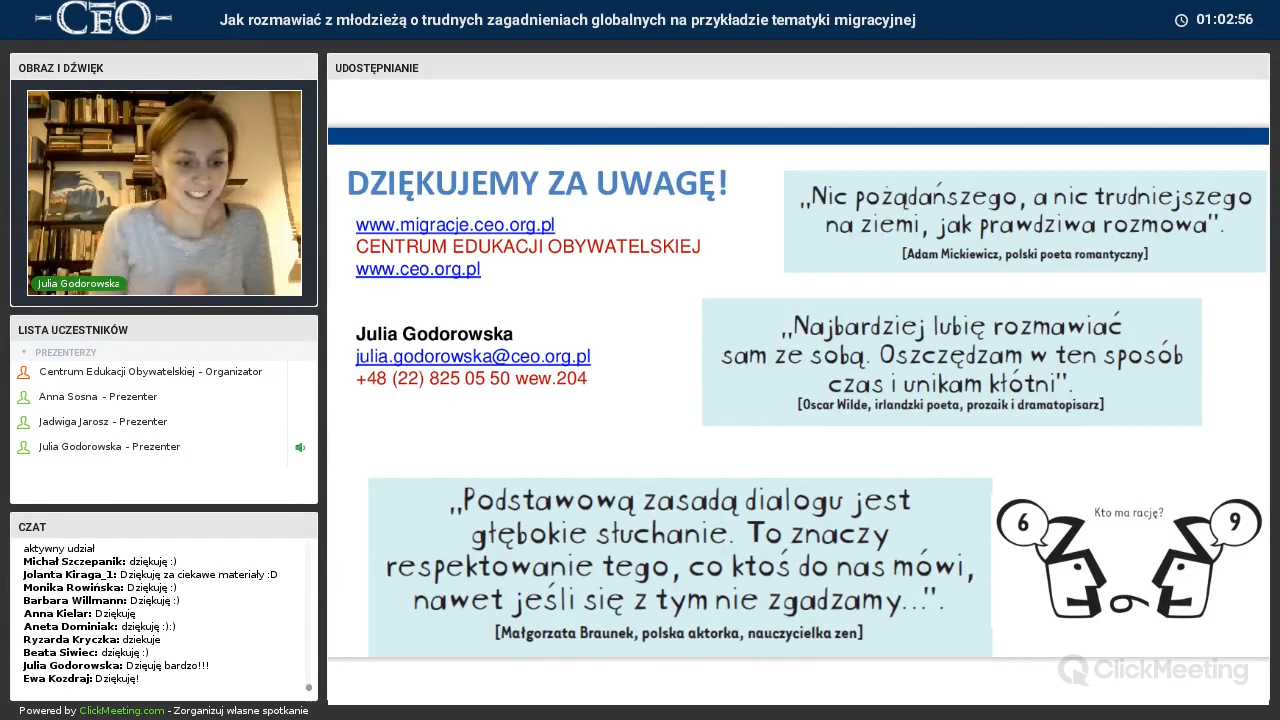 CEO
Jak rozmawiać z młodzieżą o trudnych zagadnieniach globalnych na przykładzie tematyki migracyjnej
01:02:56
OBRAZ I DŹWIĘK
Julia Godorowska
LISTA UCZESTNIKÓW
PREZENTERZY
Centrum Edukacji Obywatelskiej - Organizator
Anna Sosna - Prezenter
Jadwiga Jarosz - Prezenter
Julia Godorowska - Prezenter
CZAT
aktywny udział
Michał Szczepanik: dziękuję :)
Jolanta Kiraga_1: Dziękuję za ciekawe materiały :D
Monika Rowińska: Dziękuję :)
Barbara Willmann: Dziękuję :)
Anna Kielar: Dziękuję
Aneta Dominiak: dziękuję :):)
Ryzarda Kryczka: dziekuje
Beata Siwiec: dziękuję :)
Julia Godorowska: Dzięuję bardzo!!!
Ewa Kozdraj: Dziękuję!
Powered by ClickMeeting.com - Zorganizuj własne spotkanie
UDOSTĘPNIANIE
DZIĘKUJEMY ZA UWAGĘ!
www.migracje.ceo.org.pl
CENTRUM EDUKACJI OBYWATELSKIEJ
www.ceo.org.pl
Julia Godorowska
julia.godorowska@ceo.org.pl
+48 (22) 825 05 50 wew.204
„Nic pożądańszego, a nic trudniejszego
na ziemi, jak prawdziwa rozmowa”.
[Adam Mickiewicz, polski poeta romantyczny]
„Najbardziej lubię rozmawiać
sam ze sobą. Oszczędzam w ten sposób
czas i unikam kłótni”.
[Oscar Wilde, irlandzki poeta, prozaik i dramatopisarz]
„Podstawową zasadą dialogu jest
głębokie słuchanie. To znaczy
respektowanie tego, co ktoś do nas mówi,
nawet jeśli się z tym nie zgadzamy...”.
[Małgorzata Braunek, polska aktorka, nauczycielka zen]
6
Kto ma rację?
9
ClickMeeting